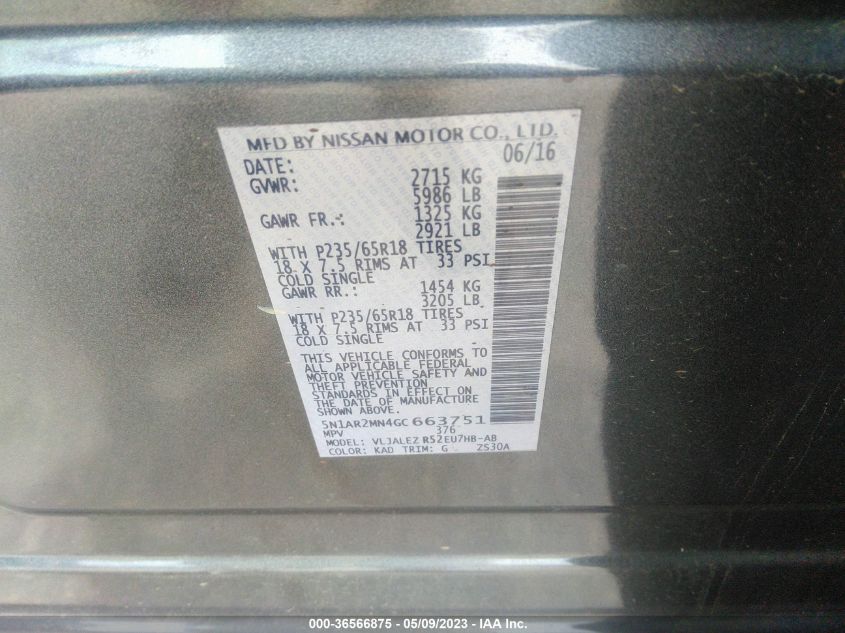 MFD BY NISSAN MOTOR CO., LTD.
DATE: 06/16
GVWR: 2715 KG
5986 LB
GAWR FR.: 1325 KG
2921 LB
WITH P235/65R18 TIRES
18 X 7.5 RIMS AT 33 PSI
COLD SINGLE
GAWR RR.: 1454 KG
3205 LB
WITH P235/65R18 TIRES
18 X 7.5 RIMS AT 33 PSI
COLD SINGLE
THIS VEHICLE CONFORMS TO
ALL APPLICABLE FEDERAL
MOTOR VEHICLE SAFETY AND
THEFT PREVENTION
STANDARDS IN EFFECT ON
THE DATE OF MANUFACTURE
SHOWN ABOVE.
5N1AR2MN4GC663751
MPV 376
MODEL: VLJALEZ R52EU7HB-AB
COLOR: KAD TRIM: G ZS30A
000-36566875 - 05/09/2023 - IAA Inc.